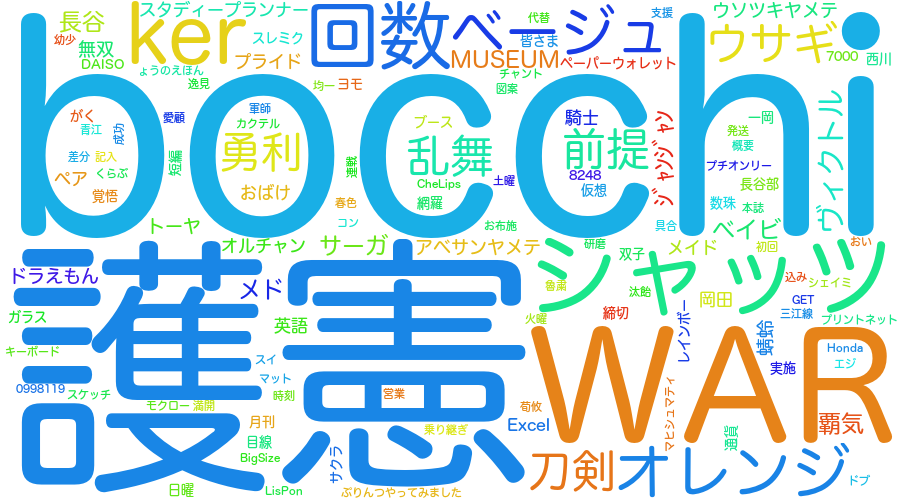 スタディープランナー
ker
回数
ベージュ
代替
支援
ウソツキヤメテ
長谷
幼少
無双
スレミク
皆さま
ウサギ
7000
西川
DAISO
プライド
MUSEUM
ペーパーウォレット
ょうのえほん
チャント
逸見
均一
ヨモ
図案
bocchi
がく
青江
成功
愛顧
軍師
カクテル
ブース
騎士
ジャンジャン
一岡
発送
概要
ヴィクトル
勇利
乱舞
前提
差分
記入
短編
連戦
プチオンリー
ペア
くらぶ
おばけ
CheLips
土曜
8248
仮想
長谷部
覚悟
春色
網羅
数珠
本誌
トーヤ
コン
お布施
具合
ベイビ
オルチャン
サーガ
アベサンヤメテ
研磨
双子
メイド
初回
おい
ドラえもん
護憲
シャッツ
メド
魯粛
汰飴
岡田
込み
シェイミ
GET
ガラス
英語
火曜
締切
レインボー
三江線
プリントネット
キーボード
スイ
WAR
蜻蛉
Honda
エジ
0998119
マット
実施
スケッチ
時刻
営業
モクロー
満開
荀攸
マヒシュマティ
月刊
Excel
覇気
目線
乗り継ぎ
通貨
BigSize
サクラ
刀剣
オレンジ
ドブ
日曜
LisPon
ぷりんつやってみました